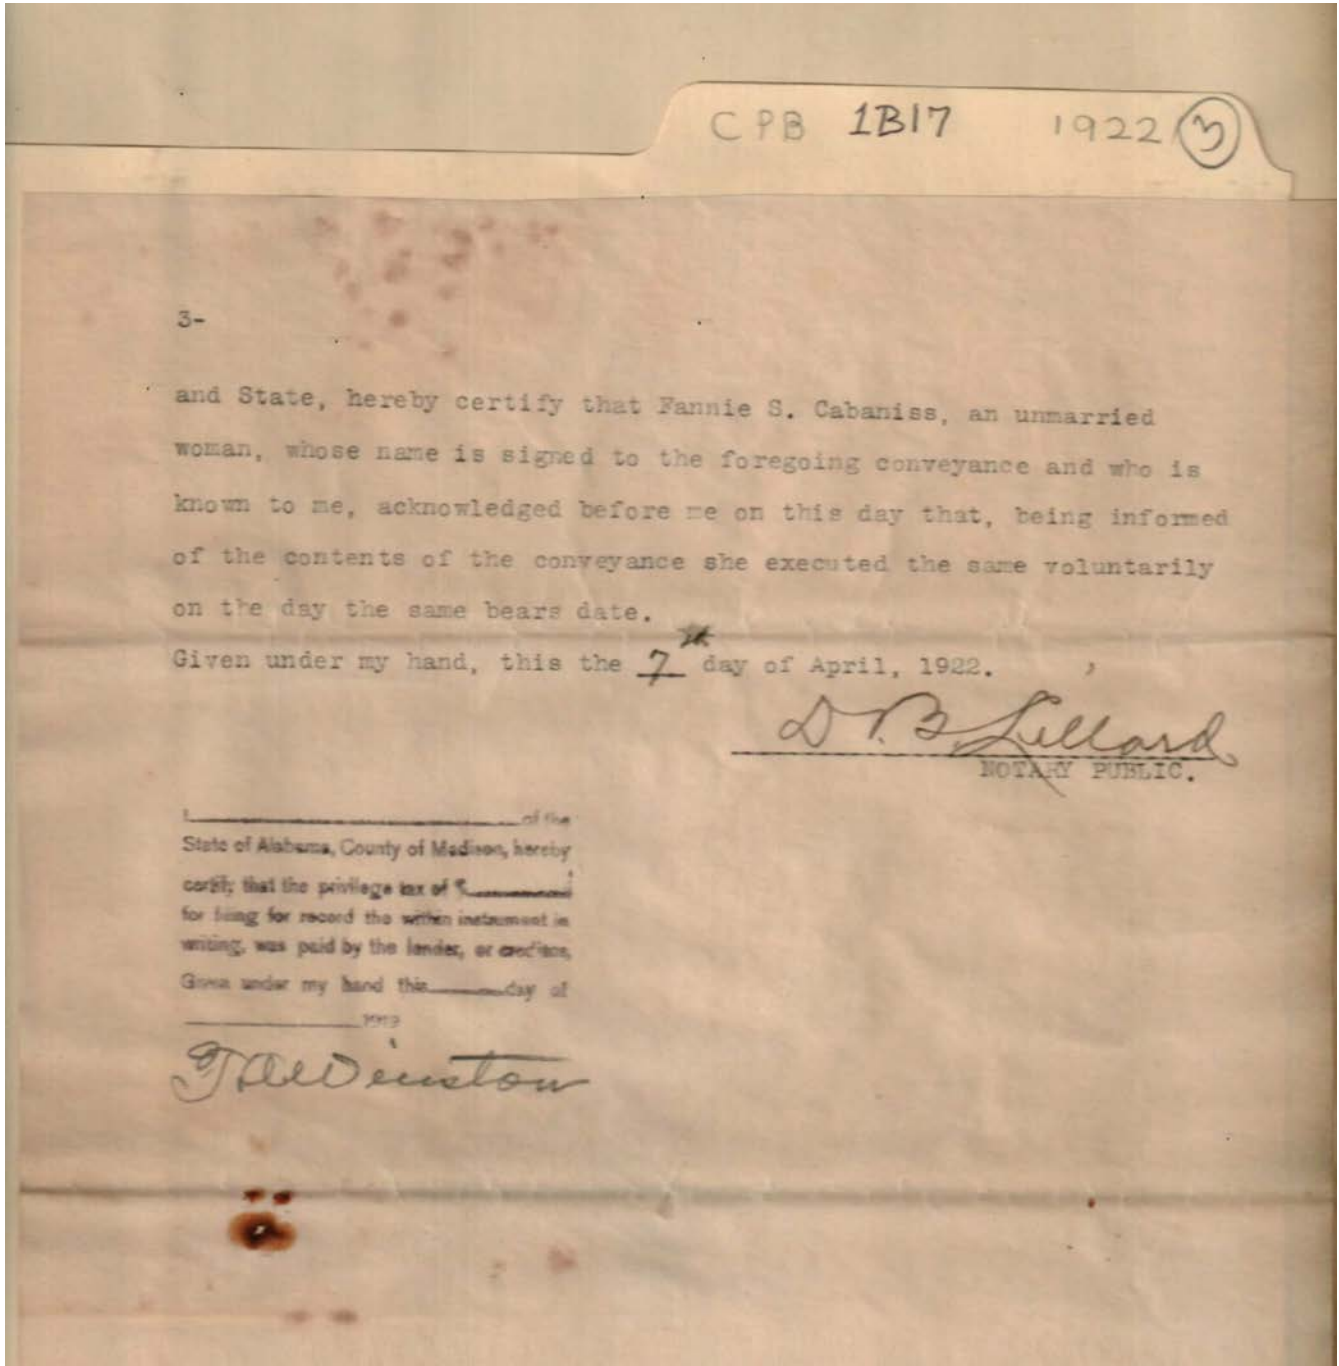 CPB 1B17 1922 3
3-
and State, hereby certify that Fannie S. Cabaniss, an unmarried
woman, whose name is signed to the foregoing conveyance and who is
known to me, acknowledged before me on this day that, being informed
of the contents of the conveyance she executed the same voluntarily
on the day the same bears date.
Given under my hand, this the 7th day of April, 1922.
D. B. Lillard
NOTARY PUBLIC.
I of the
State of Alabama, County of Madison, hereby
certify that the privilege tax of $
for filing for record the within instrument in
writing, was paid by the lender, or creditor,
Given under my hand this day of
Winston